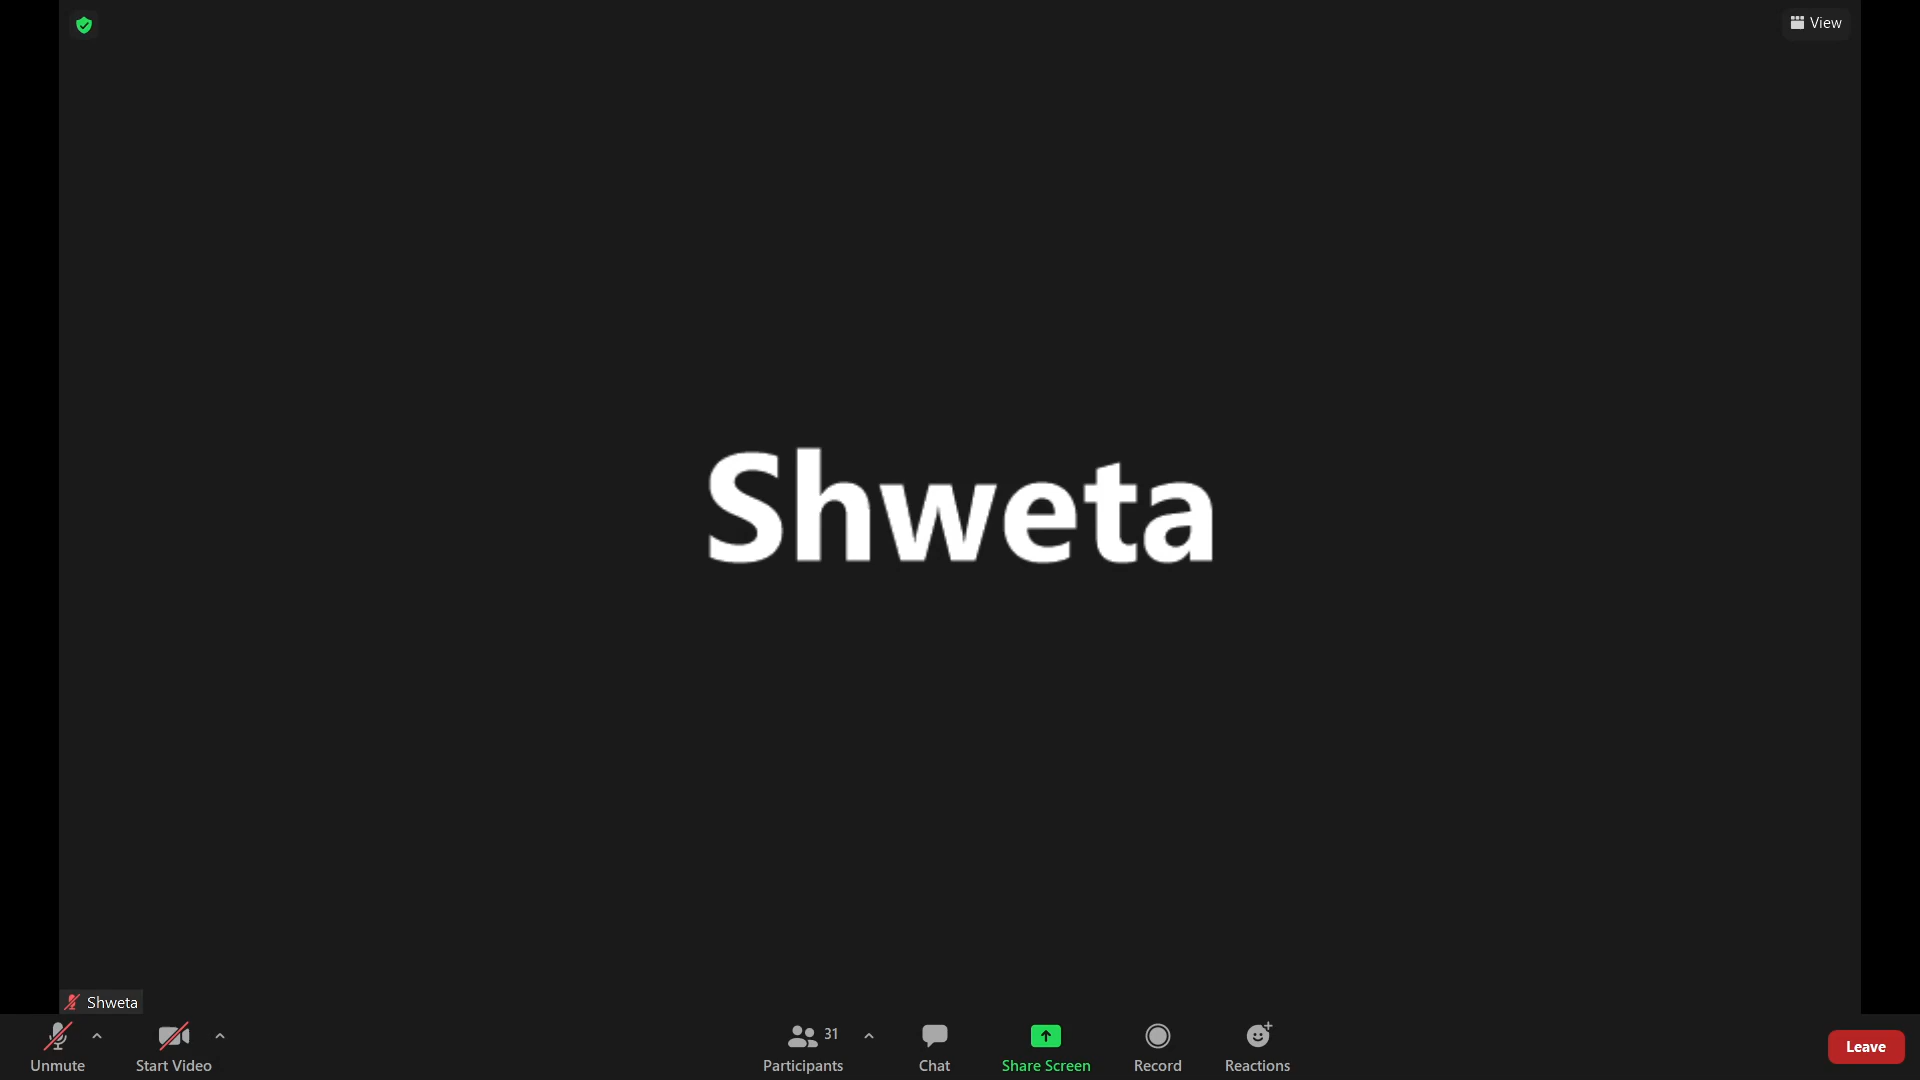 View
Shweta
Shweta
Unmute
Start Video
31
Participants
Chat
Share Screen
Record
Reactions
Leave